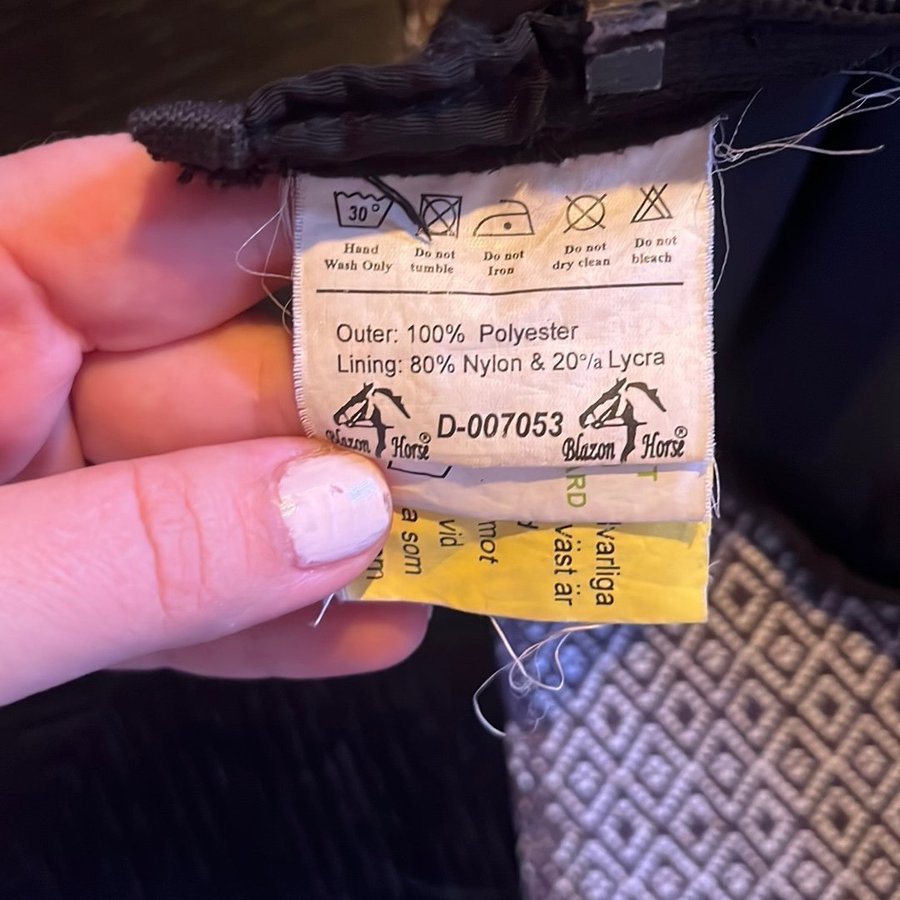 30°
Hand Wash Only
Do not tumble
Do not Iron
Do not dry clean
Do not bleach
Outer: 100% Polyester
Lining: 80% Nylon & 20% Lycra
Blazon Horse®
D-007053
Blazon Horse®
väst är
mot
vid
a som